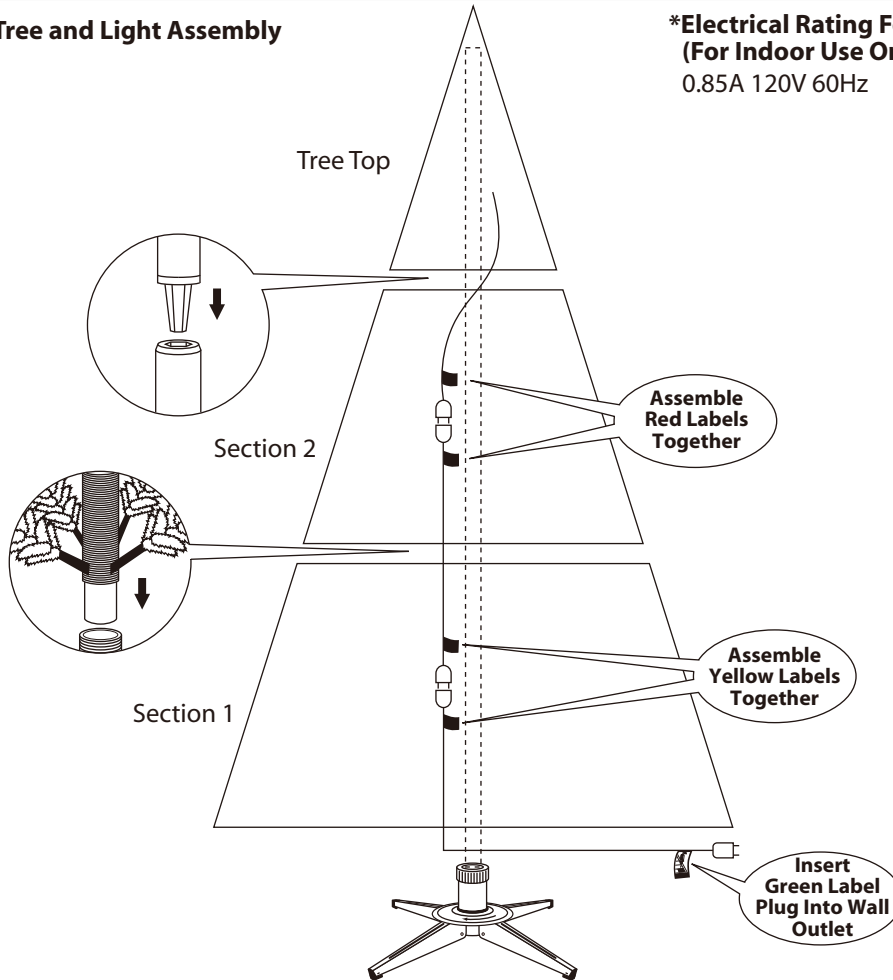 Tree and Light Assembly
*Electrical Rating
(For Indoor Use
0.85A 120V 60Hz
Tree Top
Assemble
Red Labels
Together
Section 2
Assemble
Yellow Labels
Together
Section 1
Insert
Green Label
Plug Into Wall
Outlet